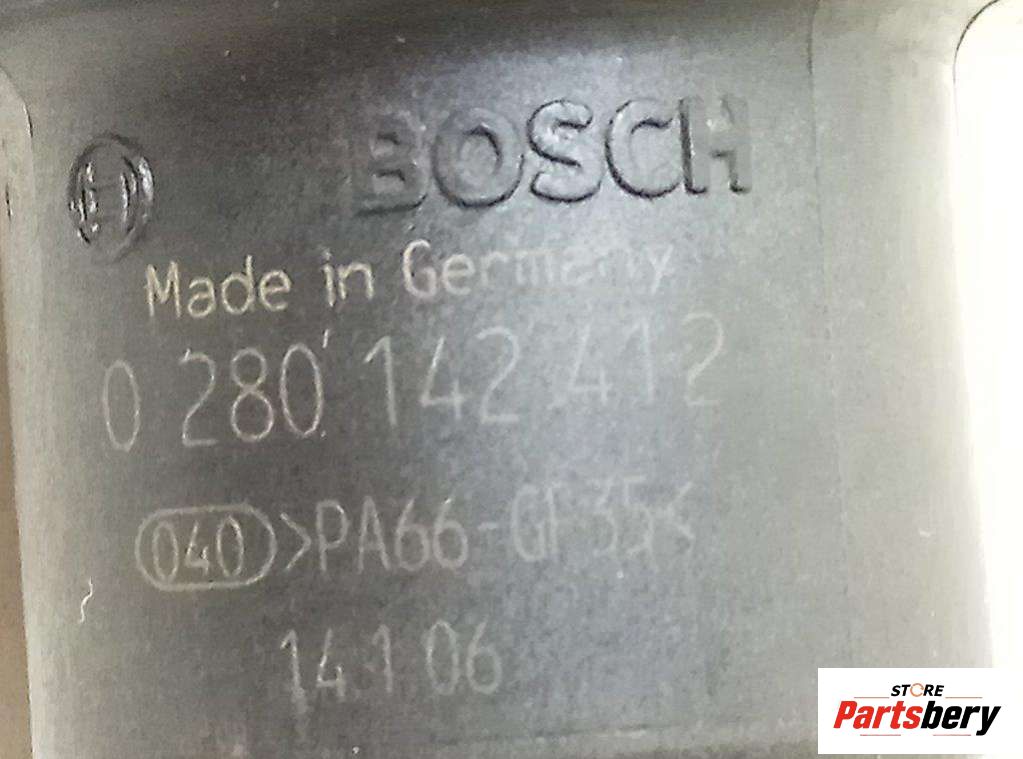 BOSCH
Made in Germany
0 280 142 412
040 >PA66-GF35<
14 1 06
STORE
Partsbery